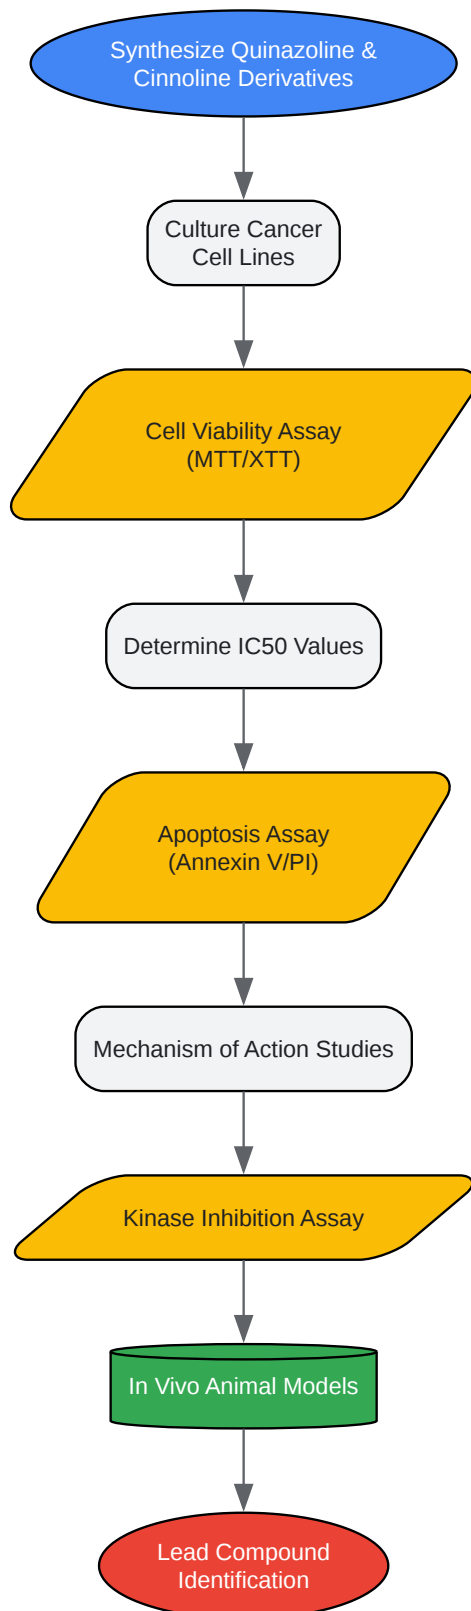 Synthesize Quinazoline &
Cinnoline Derivatives
Culture Cancer
Cell Lines
Cell Viability Assay
(MTT/XTT)
Determine IC50 Values
Apoptosis Assay
(Annexin V/PI)
Mechanism of Action Studies
Kinase Inhibition Assay
In Vivo Animal Models
Lead Compound
Identification